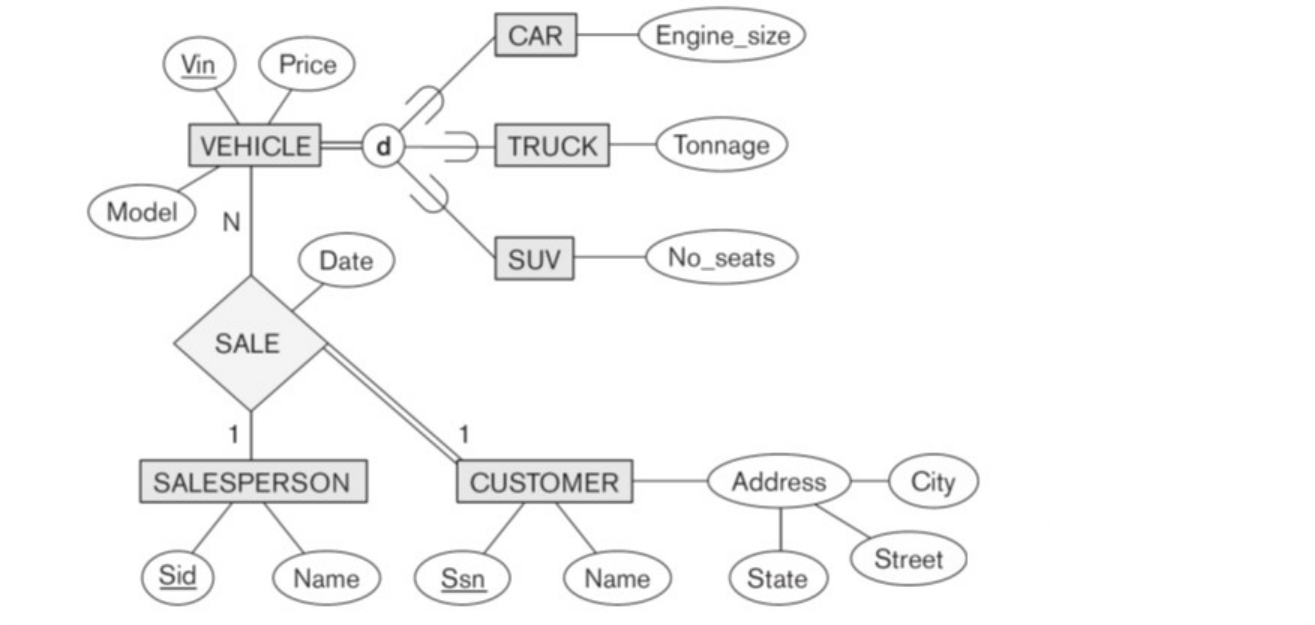 CAR
Engine_size
Vin
Price
VEHICLE
d
TRUCK
Tonnage
Model
N
SUV
No_seats
Date
SALE
1
1
SALESPERSON
CUSTOMER
Address
City
Sid
Name
Ssn
Name
State
Street